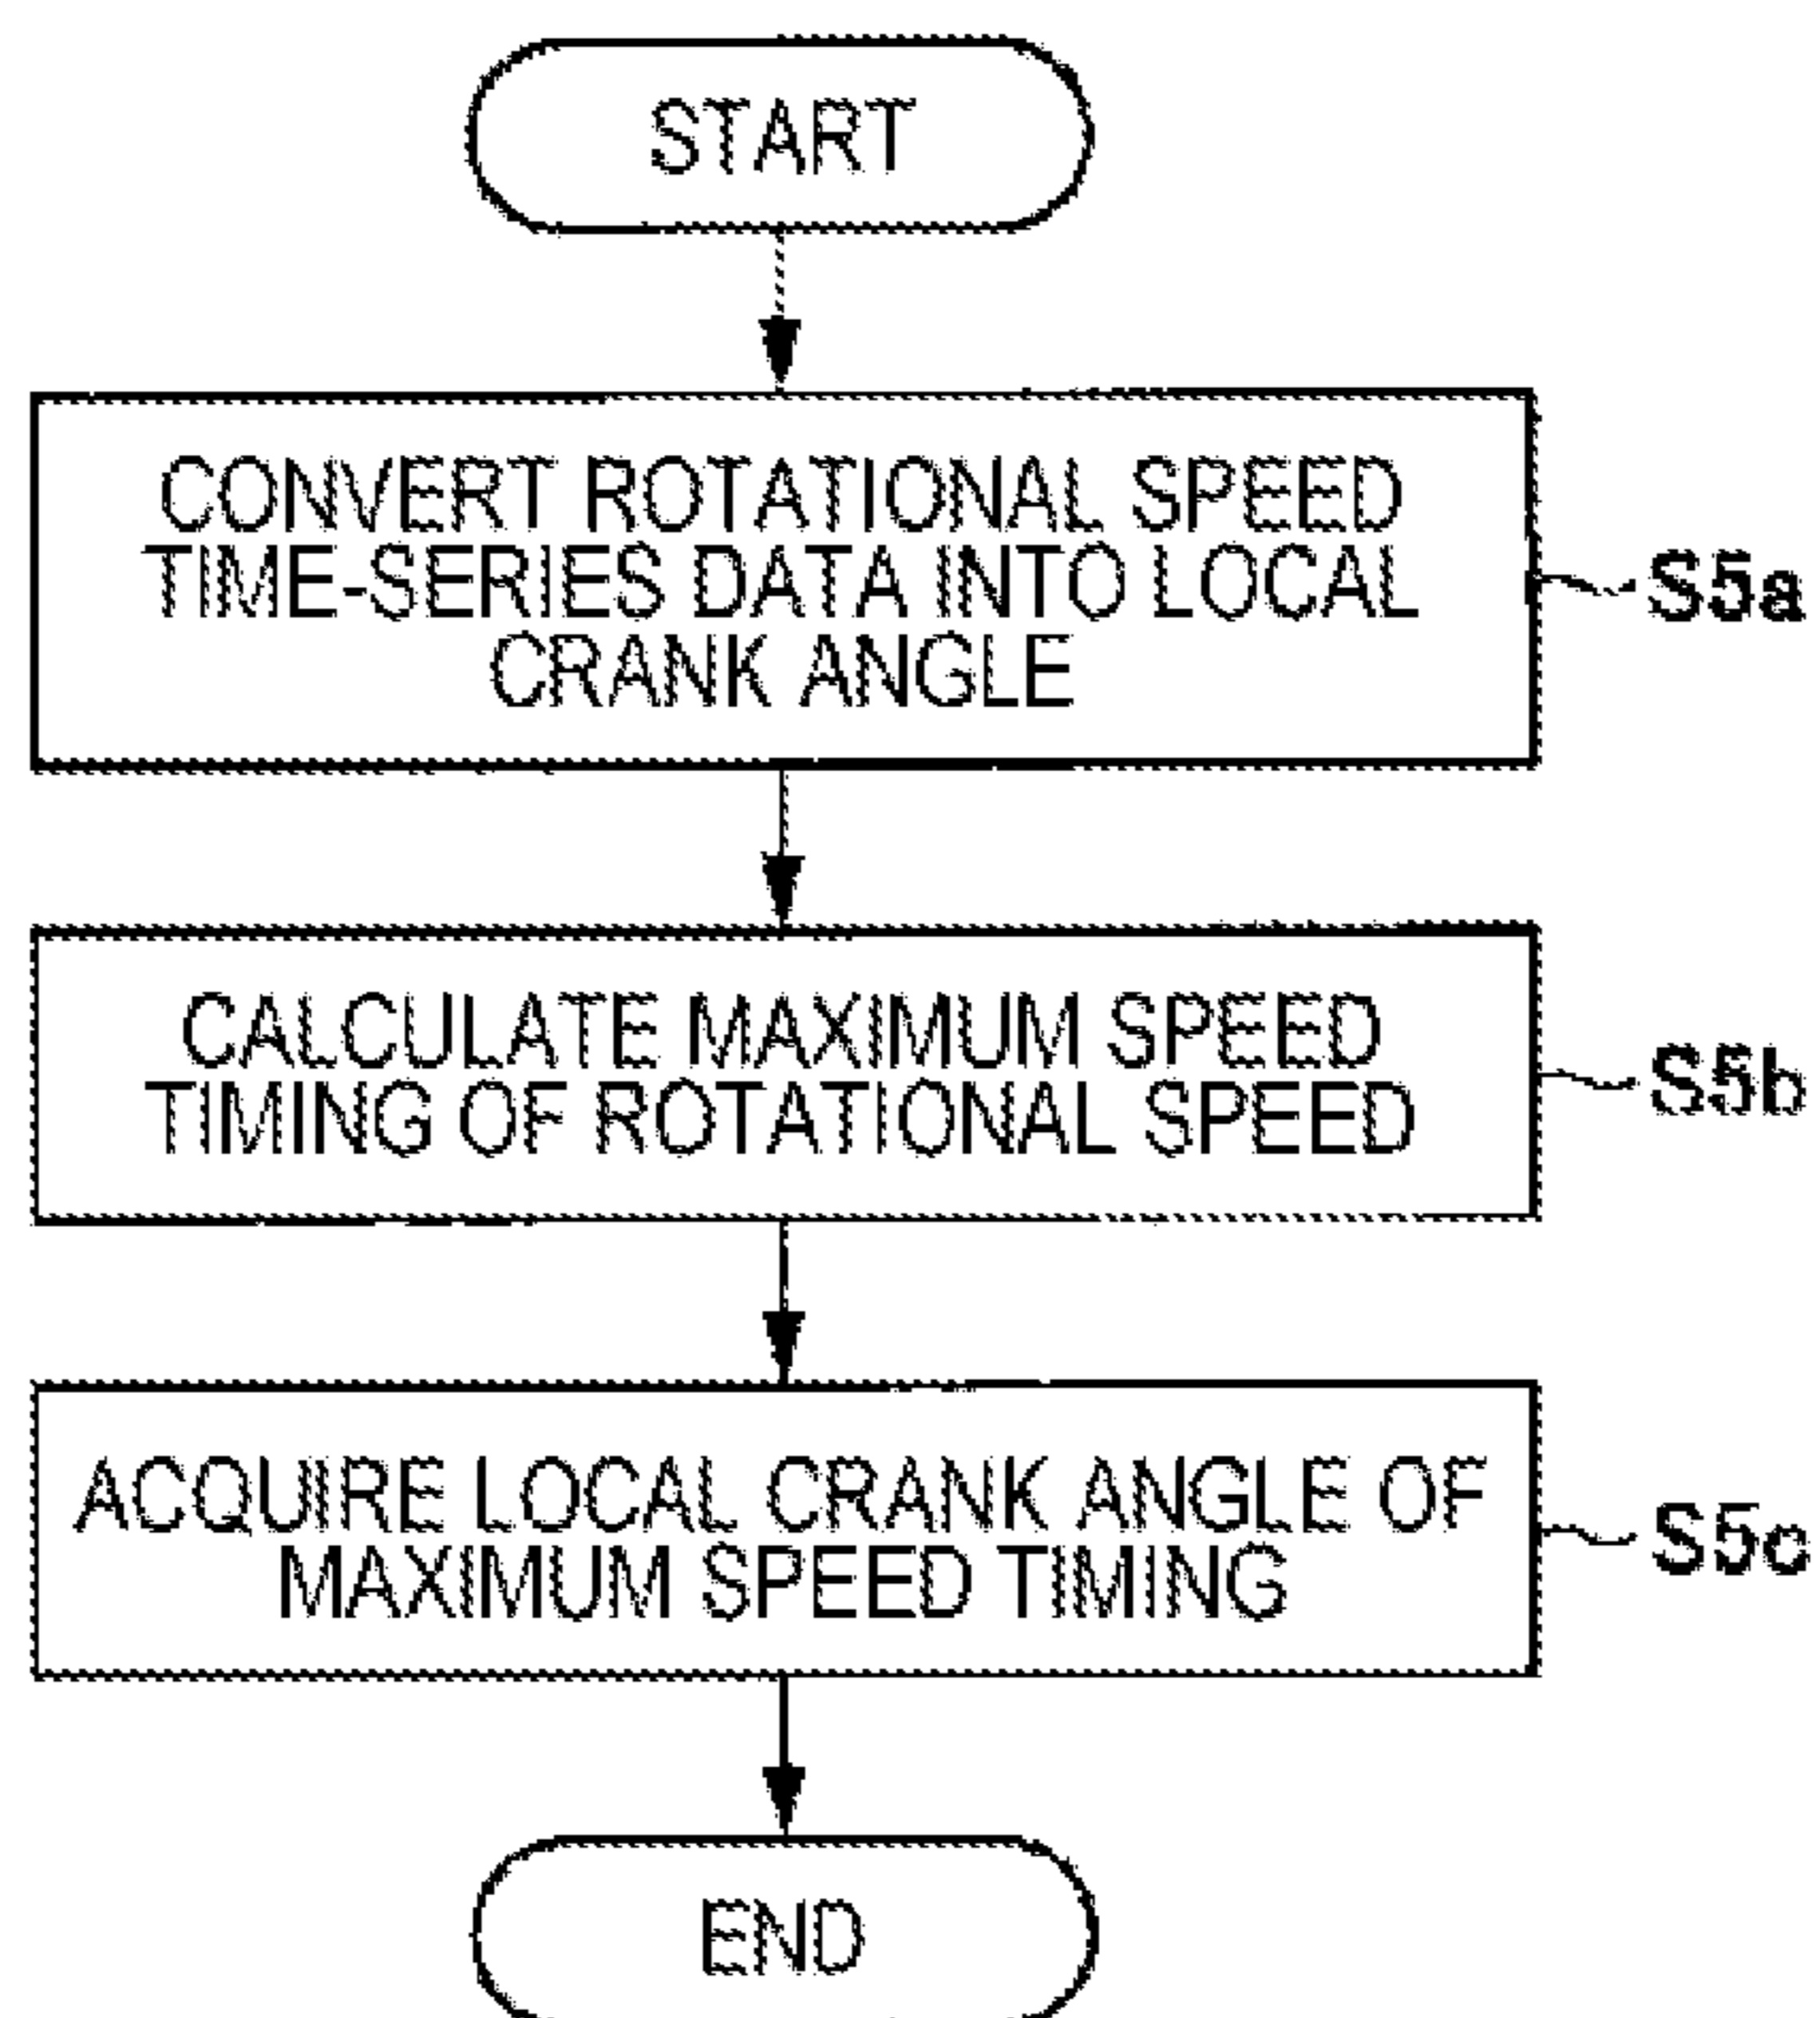 START
CONVERT ROTATIONAL SPEED
TIME-SERIES DATA INTO LOCAL
CRANK ANGLE
S5a
CALCULATE MAXIMUM SPEED
TIMING OF ROTATIONAL SPEED
S5b
ACQUIRE LOCAL CRANK ANGLE OF
MAXIMUM SPEED TIMING
S5c
END